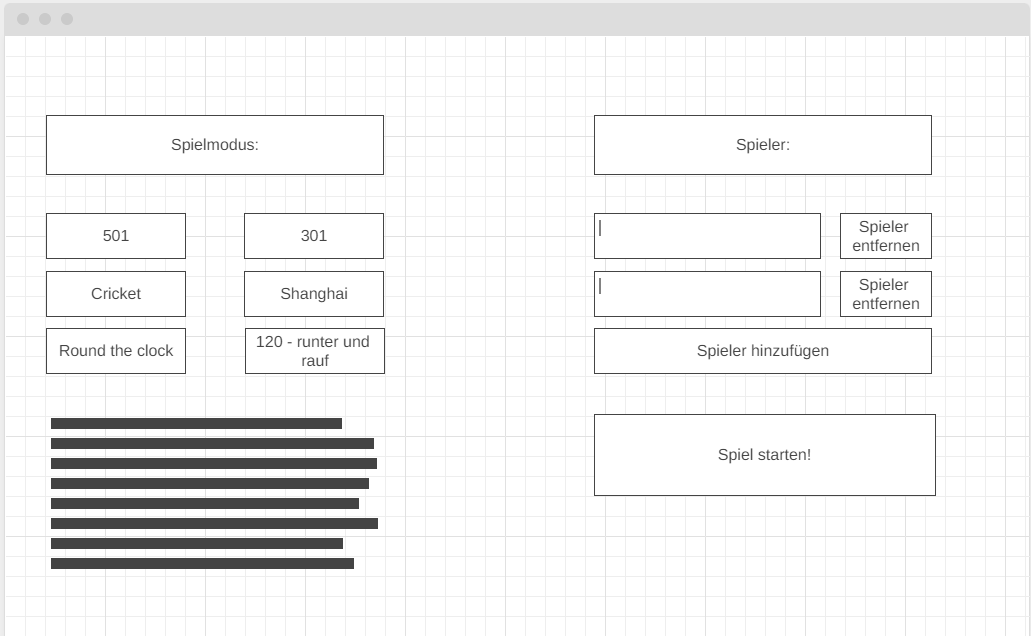 Spielmodus:
501
301
Cricket
Shanghai
Round the clock
120 - runter und
rauf
Spieler:
Spieler
entfernen
Spieler
entfernen
Spieler hinzufügen
Spiel starten!